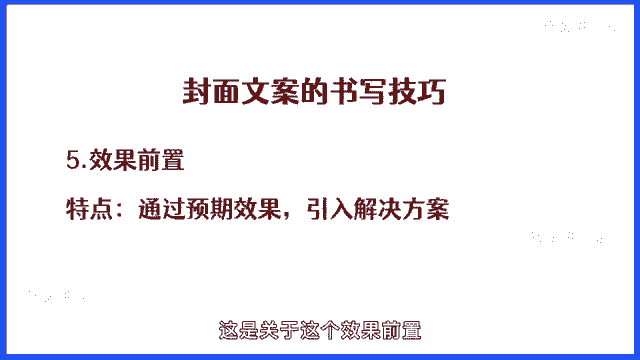 封面文案的书写技巧
5.效果前置
特点：通过预期效果，引入解决方案
这是关于这个效果前置